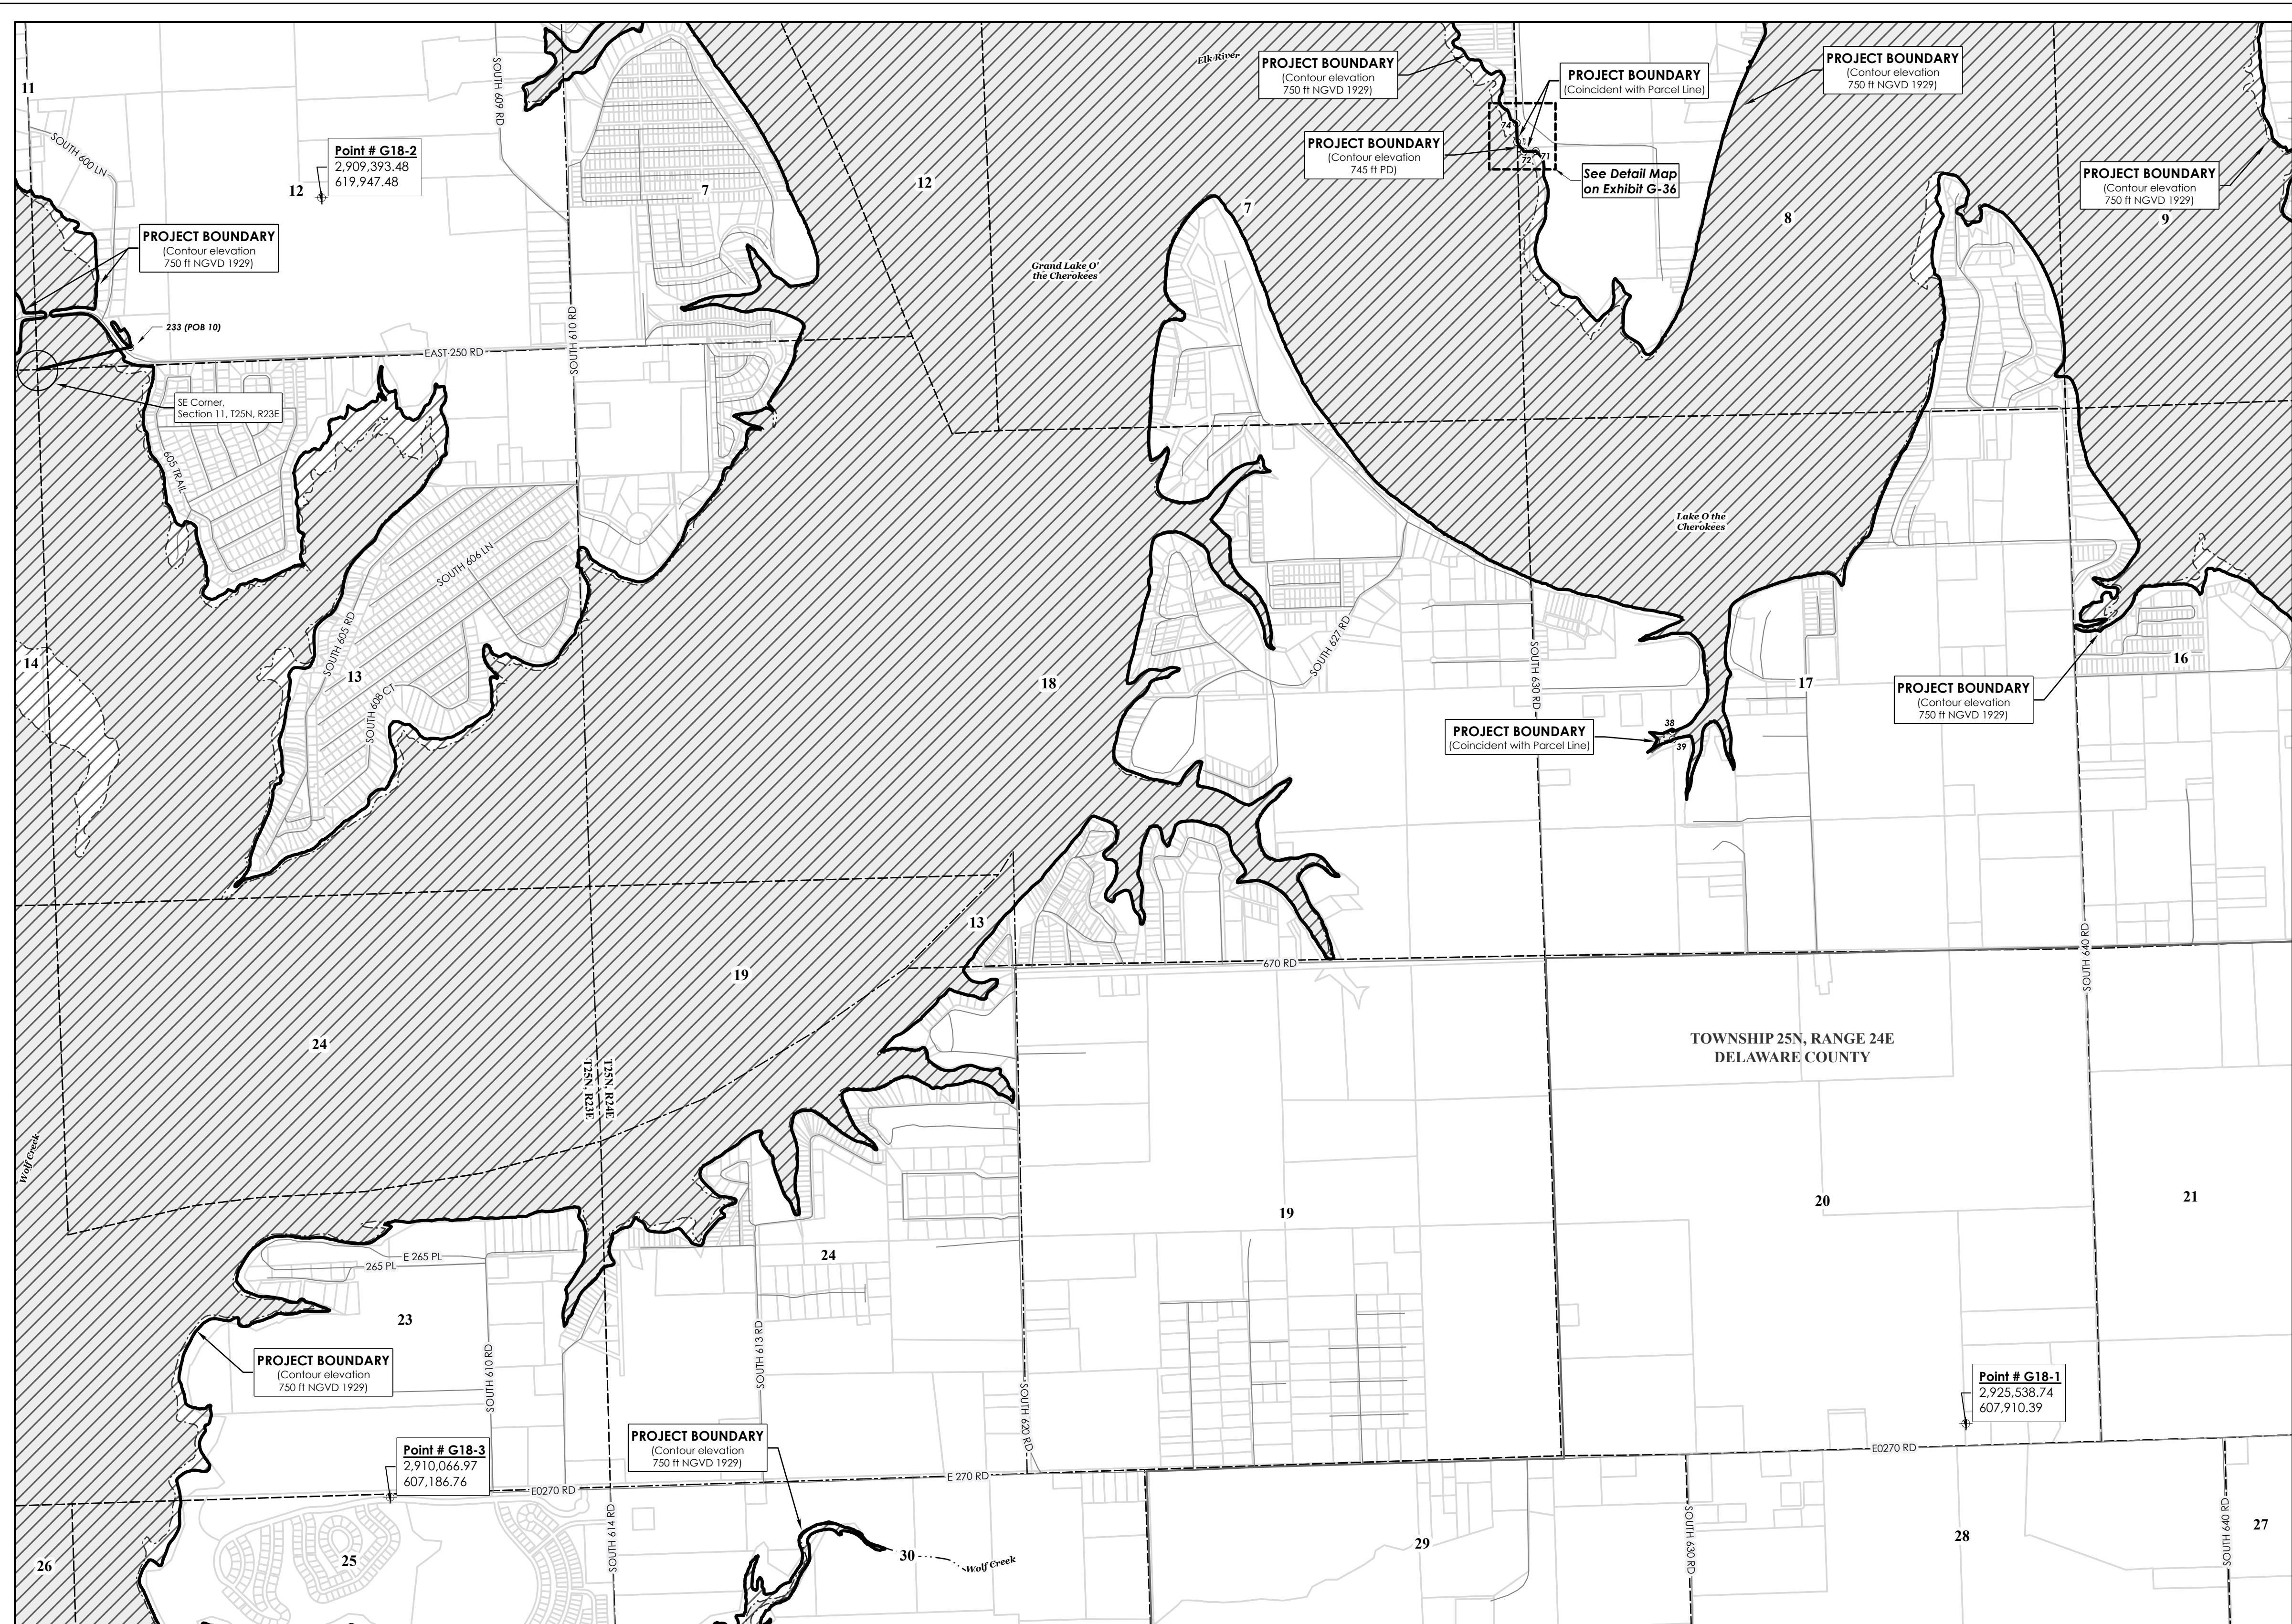 Elk River
PROJECT BOUNDARY
(Contour elevation
750 ft NGVD 1929)
PROJECT BOUNDARY
(Coincident with Parcel Line)
PROJECT BOUNDARY
(Contour elevation
750 ft NGVD 1929)
11
SOUTH 609 RD
SOUTH 600 LN
Point # G18-2
2,909,393.48
619,947.48
12
7
12
74
PROJECT BOUNDARY
(Contour elevation
745 ft PD)
72
71
See Detail Map
on Exhibit G-36
PROJECT BOUNDARY
(Contour elevation
750 ft NGVD 1929)
7
8
9
PROJECT BOUNDARY
(Contour elevation
750 ft NGVD 1929)
Grand Lake O'
the Cherokees
233 (POB 10)
SOUTH 610 RD
EAST 250 RD
SE Corner,
Section 11, T25N, R23E
605 TRAIL
SOUTH 606 LN
Lake O the
Cherokees
SOUTH 605 RD
SOUTH 627 RD
14
13
18
SOUTH 630 RD
17
16
SOUTH 608 CT
PROJECT BOUNDARY
(Contour elevation
750 ft NGVD 1929)
PROJECT BOUNDARY
(Coincident with Parcel Line)
38
39
13
19
670 RD
SOUTH 640 RD
24
TOWNSHIP 25N, RANGE 24E
DELAWARE COUNTY
T25N, R23E
T25N, R24E
Wolf Creek
19
20
21
E 265 PL
265 PL
24
23
PROJECT BOUNDARY
(Contour elevation
750 ft NGVD 1929)
SOUTH 610 RD
SOUTH 613 RD
SOUTH 620 RD
Point # G18-1
2,925,538.74
607,910.39
Point # G18-3
2,910,066.97
607,186.76
PROJECT BOUNDARY
(Contour elevation
750 ft NGVD 1929)
E0270 RD
E 270 RD
E0270 RD
SOUTH 614 RD
SOUTH 630 RD
SOUTH 640 RD
26
25
30
Wolf Creek
29
28
27